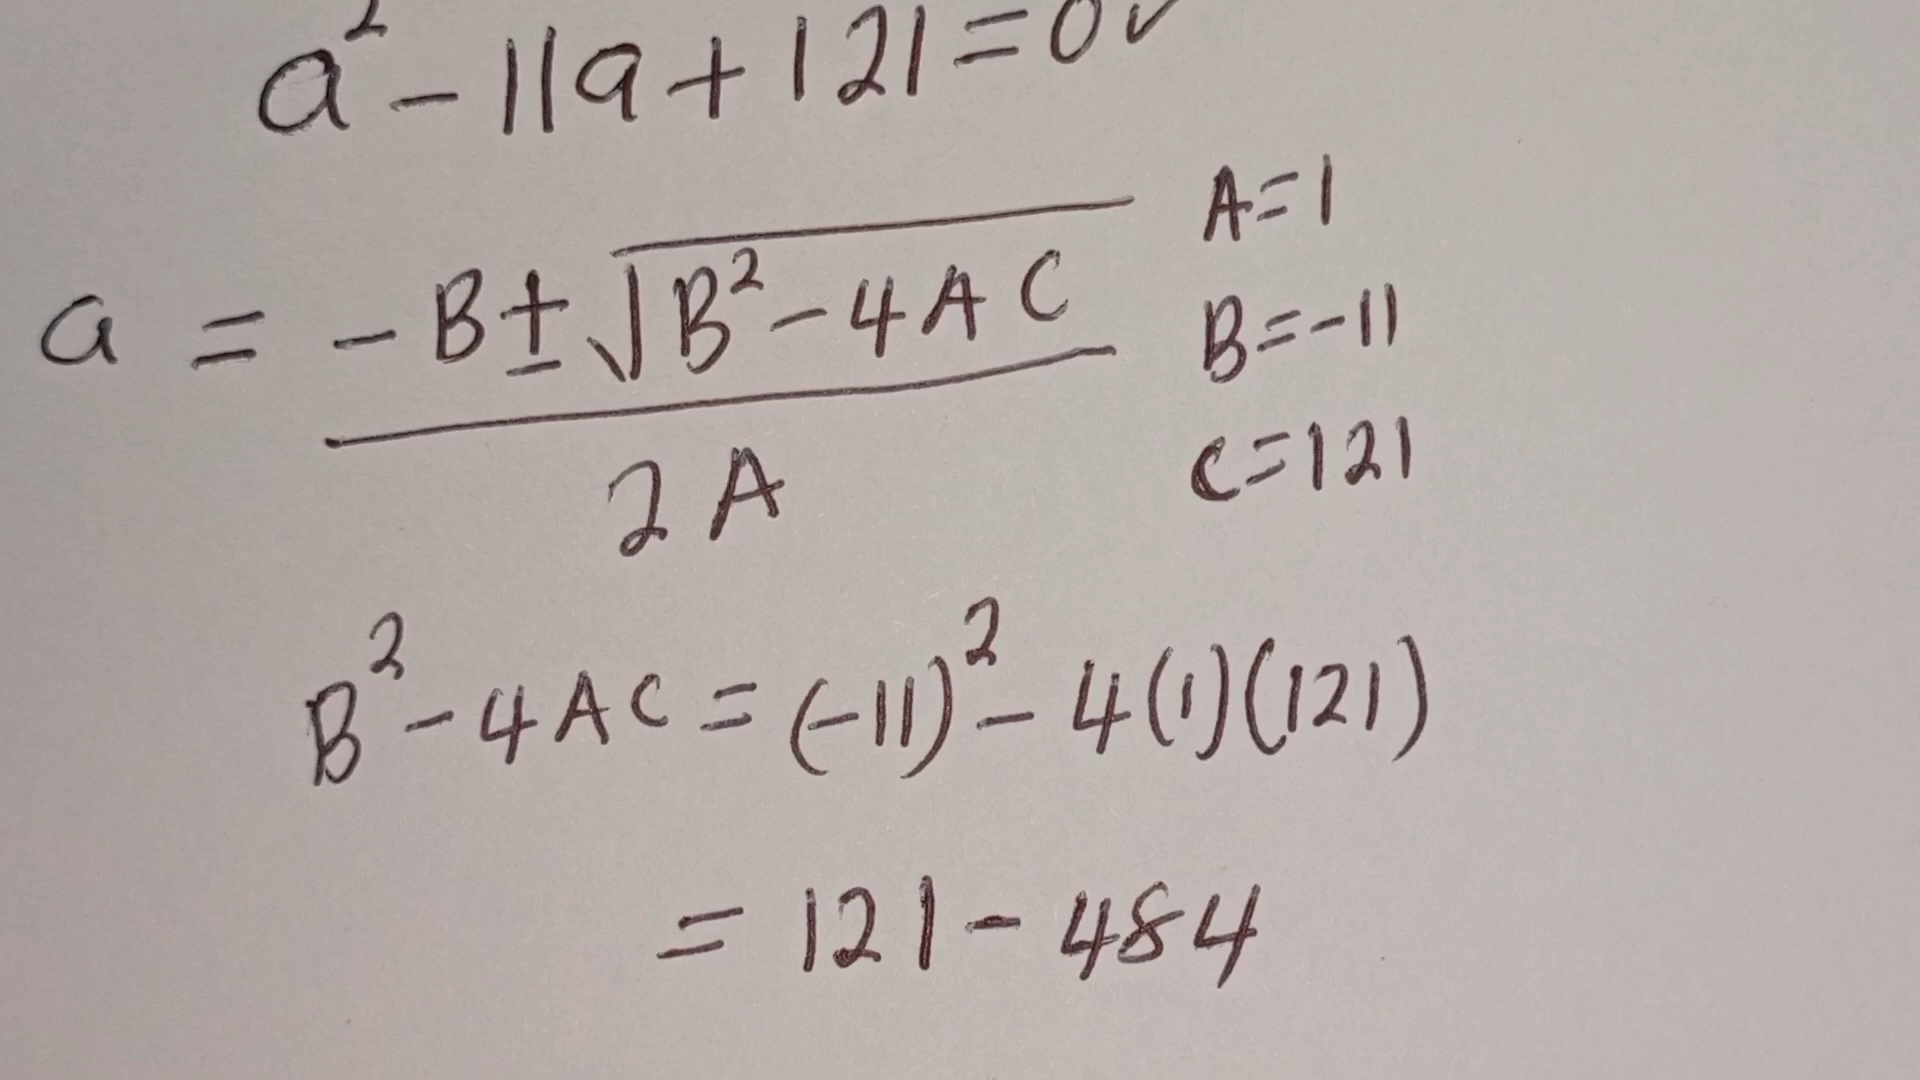 a² - 11a + 121 = 0 ✓
a = -B ± √(B² - 4AC) / 2A
A = 1
B = -11
C = 121
B² - 4AC = (-11)² - 4(1)(121)
= 121 - 484